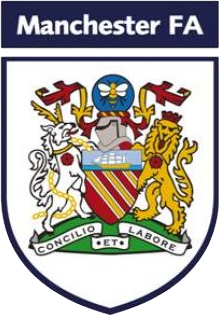 Manchester FA
CONCILIO ET LABORE